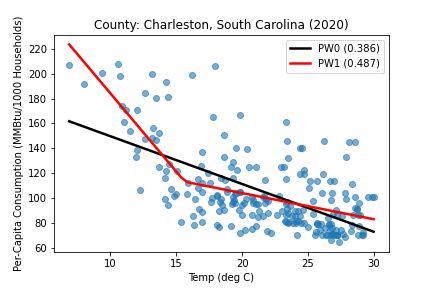 County: Charleston, South Carolina (2020)
PW0 (0.386)
PW1 (0.487)
Per-Capita Consumption (MMBtu/1000 Households)
220
200
180
160
140
120
100
80
60
10 15 20 25 30
Temp (deg C)